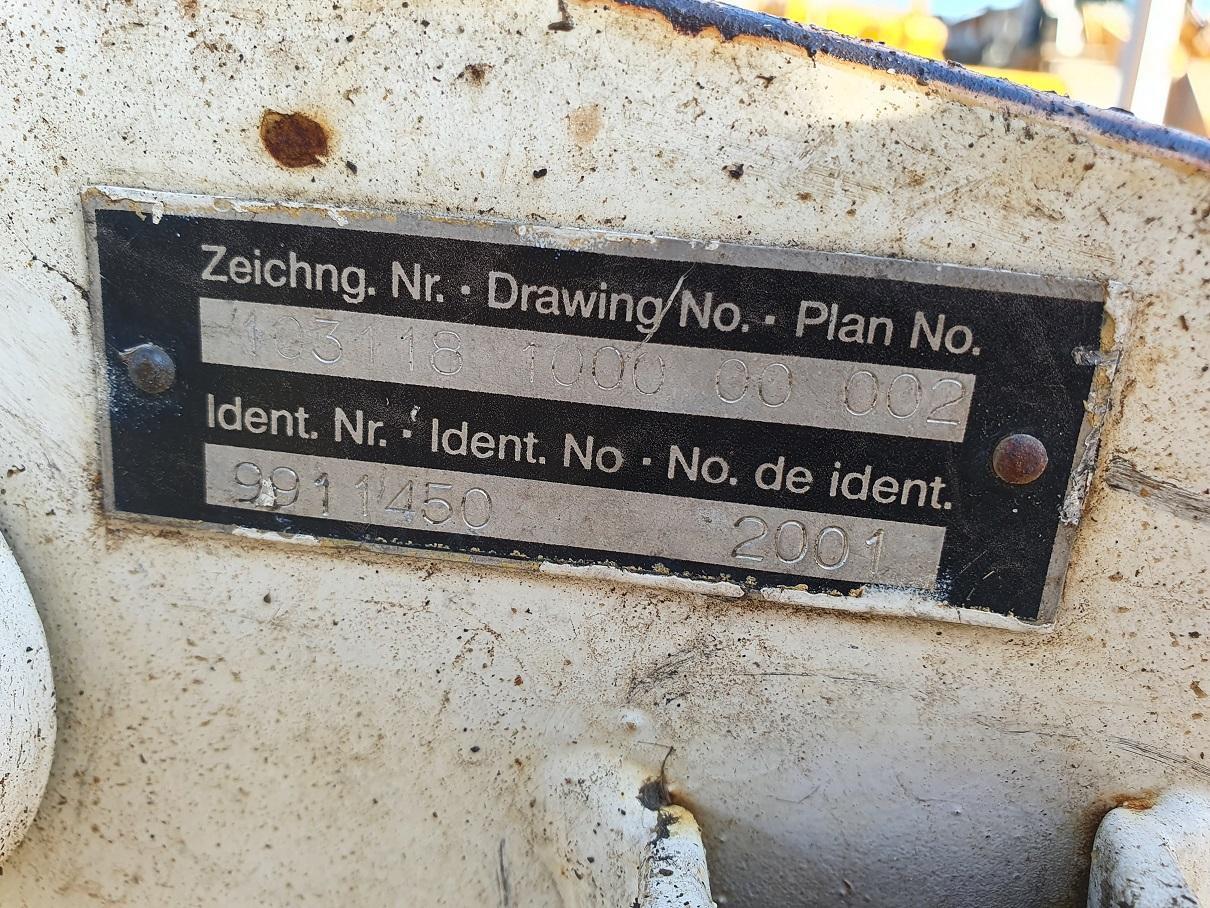 Zeichng. Nr. · Drawing No. · Plan No.
103118 1000 00 002
Ident. Nr. · Ident. No · No. de ident.
9911450 2001